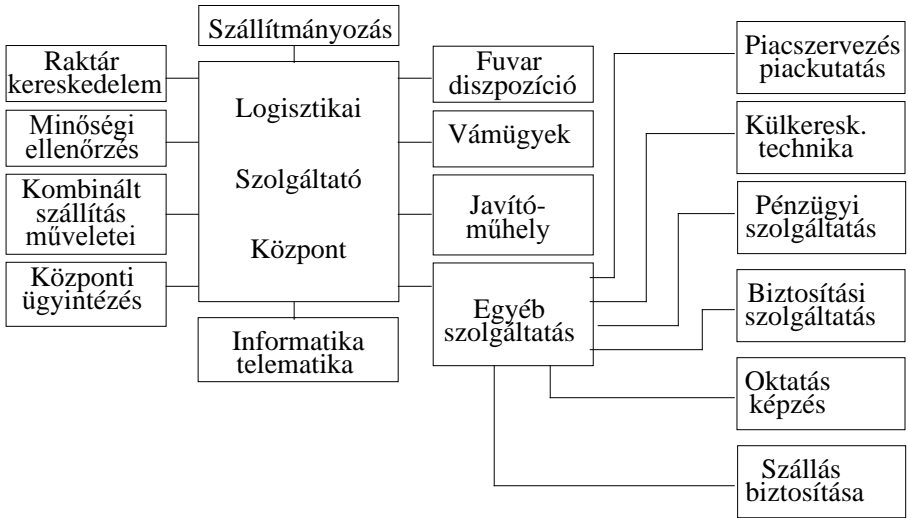 Szállítmányozás
Raktár
kereskedelem
Minőségi
ellenőrzés
Kombinált
szállítás
műveletei
Központi
ügyintézés
Logisztikai
Szolgáltató
Központ
Informatika
telematika
Fuvar
diszpozíció
Vámügyek
Javító-
műhely
Egyéb
szolgáltatás
Piacszervezés
piackutatás
Külkeresk.
technika
Pénzügyi
szolgáltatás
Biztosítási
szolgáltatás
Oktatás
képzés
Szállás
biztosítása